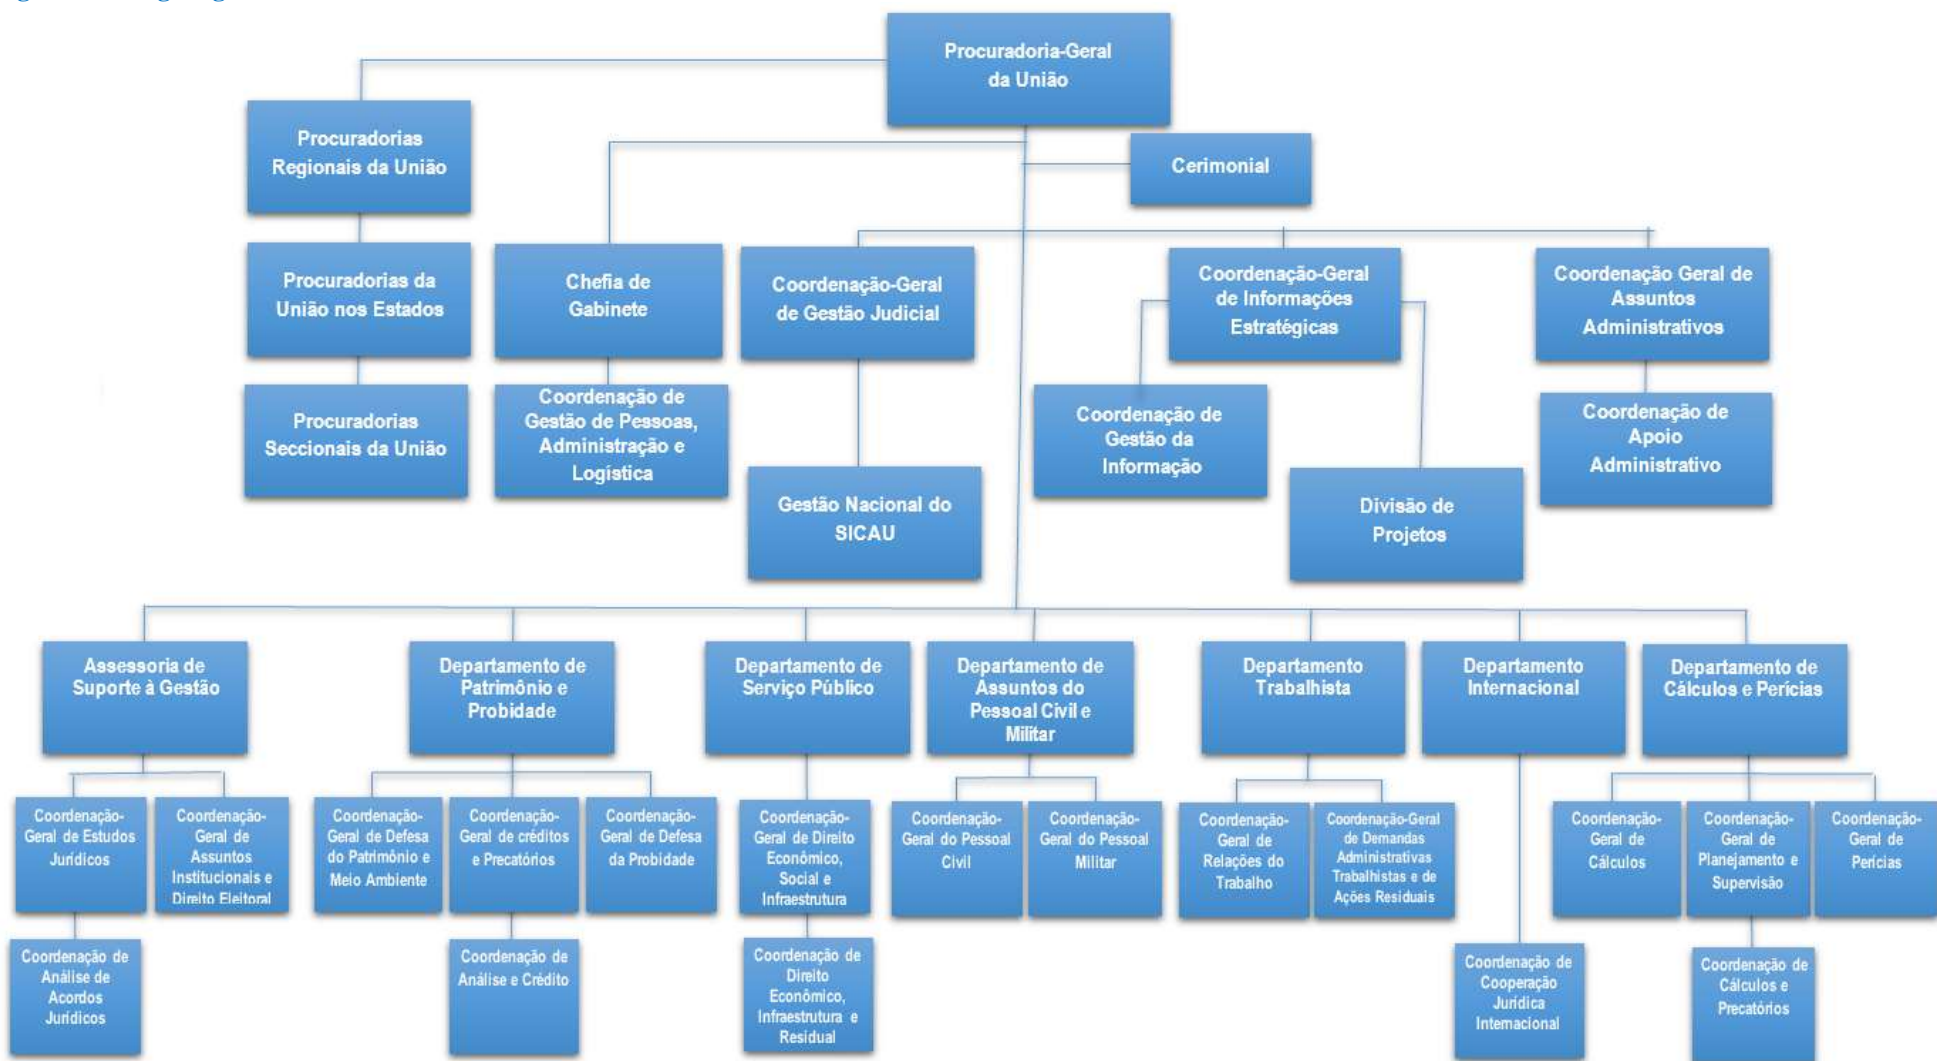 Procuradoria-Geral
da União
Procuradorias
Regionais da União
Cerimonial
Procuradorias da
União nos Estados
Chefia de
Gabinete
Coordenação-Geral
de Gestão Judicial
Coordenação-Geral
de Informações
Estratégicas
Coordenação Geral de
Assuntos
Administrativos
Procuradorias
Seccionais da União
Coordenação de
Gestão de Pessoas,
Administração e
Logística
Gestão Nacional do
SICAU
Coordenação de
Gestão da
Informação
Divisão de
Projetos
Coordenação de
Apoio
Administrativo
Assessoria de
Suporte à Gestão
Departamento de
Patrimônio e
Probidade
Departamento de
Serviço Público
Departamento de
Assuntos do
Pessoal Civil e
Militar
Departamento
Trabalhista
Departamento
Internacional
Departamento de
Cálculos e Perícias
Coordenação-
Geral de Estudos
Jurídicos
Coordenação-
Geral de
Assuntos
Institucionais e
Direito Eleitoral
Coordenação-
Geral de Defesa
do Patrimônio e
Meio Ambiente
Coordenação-
Geral de créditos
e Precatórios
Coordenação-
Geral de Defesa
da Probidade
Coordenação-
Geral de Direito
Econômico,
Social e
Infraestrutura
Coordenação-
Geral do Pessoal
Civil
Coordenação-
Geral do Pessoal
Militar
Coordenação-
Geral de
Relações do
Trabalho
Coordenação-Geral
de Demandas
Administrativas
Trabalhistas e de
Ações Residuais
Coordenação-
Geral de
Cálculos
Coordenação-
Geral de
Planejamento e
Supervisão
Coordenação-
Geral de
Perícias
Coordenação de
Análise de
Acordos
Jurídicos
Coordenação de
Análise e Crédito
Coordenação de
Direito
Econômico,
Infraestrutura e
Residual
Coordenação de
Cooperação
Jurídica
Internacional
Coordenação de
Cálculos e
Precatórios